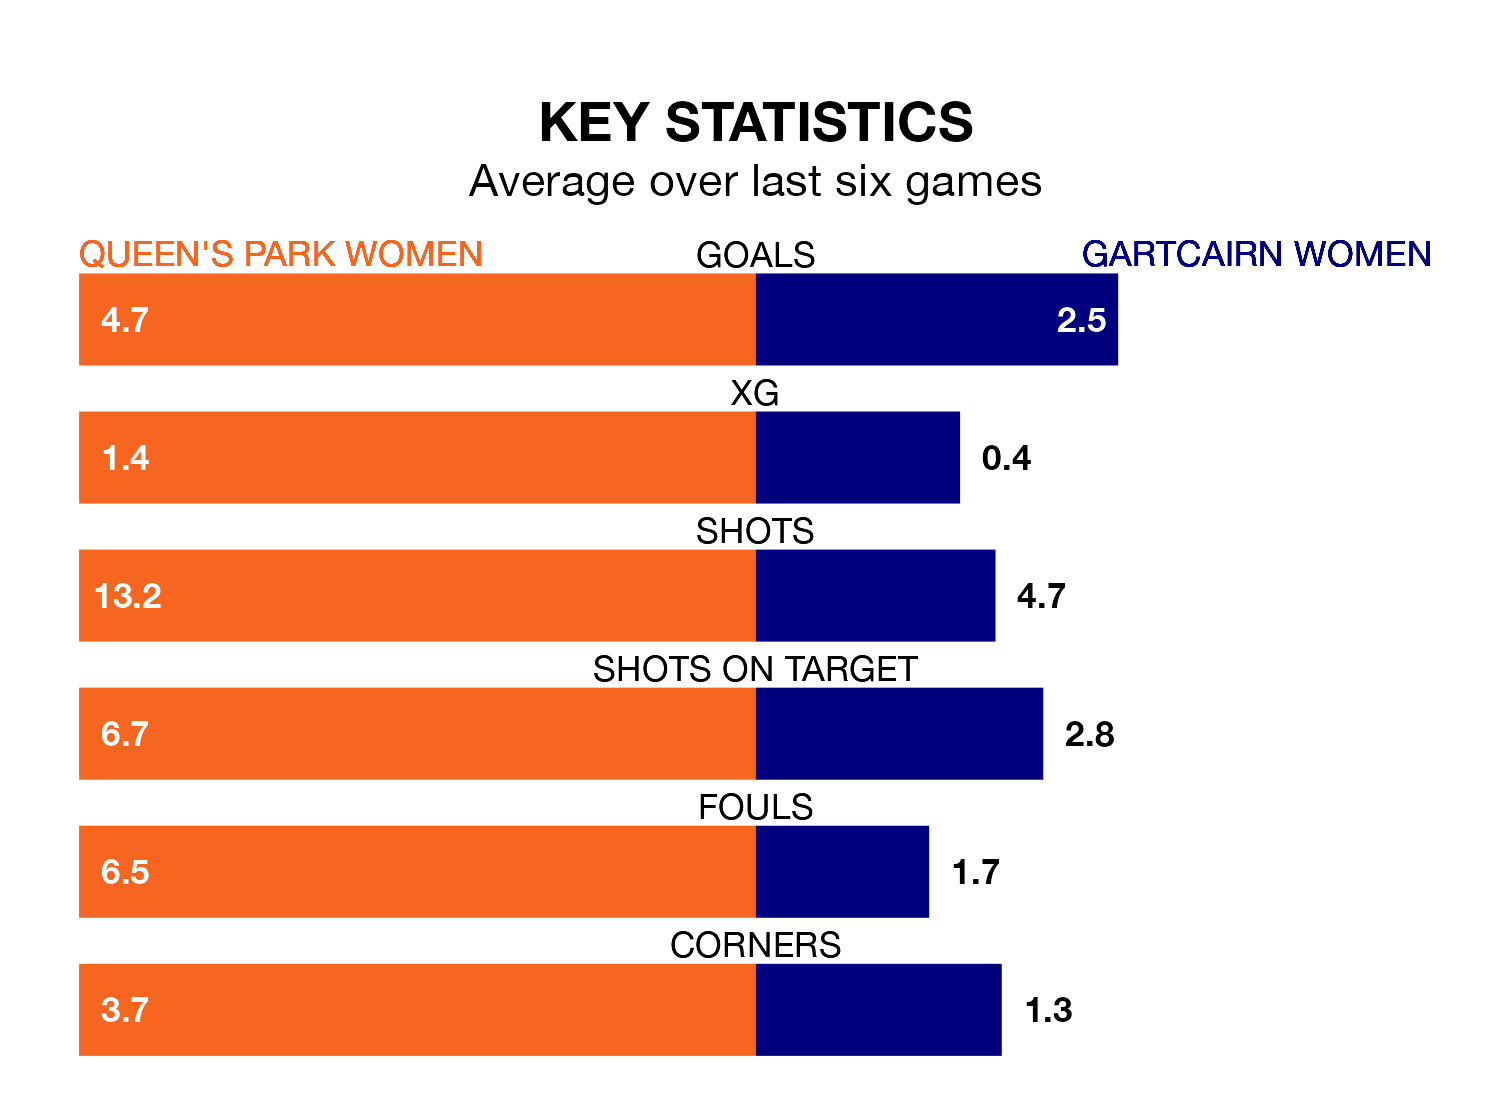 KEY STATISTICS
Average over last six games
QUEEN'S PARK WOMEN GOALS GARTCAIRN WOMEN
4.7 2.5
XG
1.4 0.4
SHOTS
13.2 4.7
SHOTS ON TARGET
6.7 2.8
FOULS
6.5 1.7
CORNERS
3.7 1.3